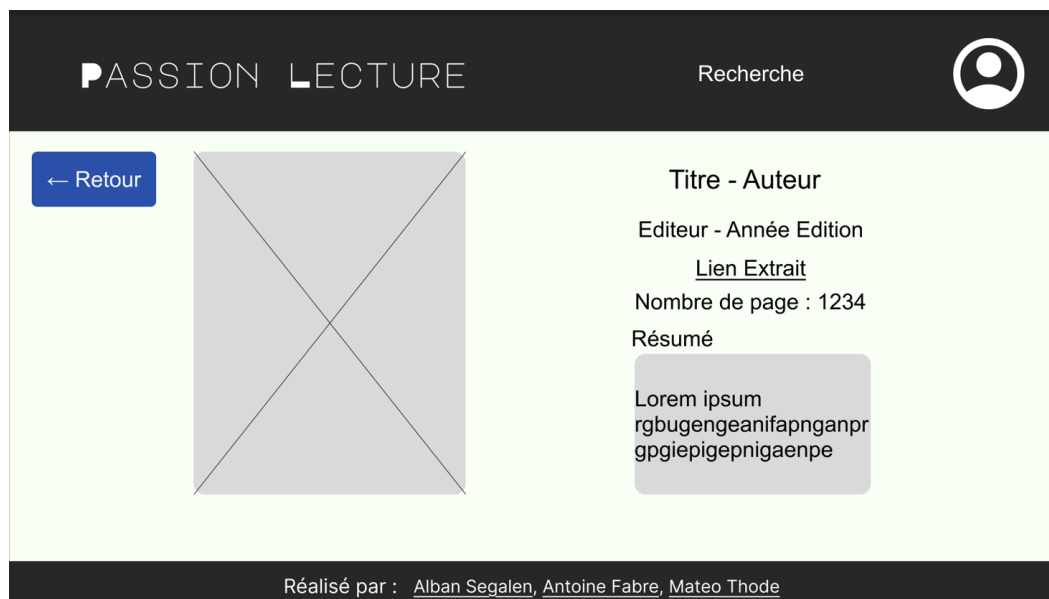 PASSION LECTURE
Recherche
← Retour
Titre - Auteur
Editeur - Année Edition
Lien Extrait
Nombre de page : 1234
Résumé
Lorem ipsum
rgbugengeanifapnganpr
gpgiepigepnigaenpe
Réalisé par : Alban Segalen, Antoine Fabre, Mateo Thode